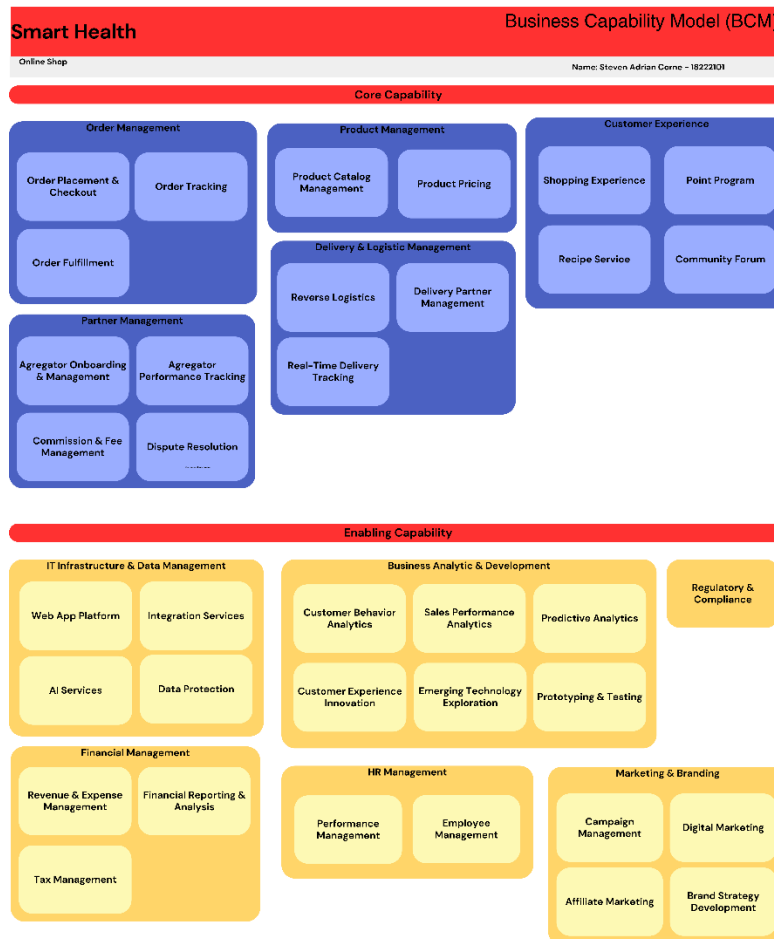 Smart Health
Business Capability Model (BCM)
Online Shop
Name: Steven Adrian Corne - 18222101
Core Capability
Order Management
Order Placement &
Checkout
Order Tracking
Order Fulfillment
Product Management
Product Catalog
Management
Product Pricing
Customer Experience
Shopping Experience
Point Program
Recipe Service
Community Forum
Delivery & Logistic Management
Reverse Logistics
Delivery Partner
Management
Real-Time Delivery
Tracking
Partner Management
Agregator Onboarding
& Management
Agregator
Performance Tracking
Commission & Fee
Management
Dispute Resolution
Enabling Capability
IT Infrastructure & Data Management
Web App Platform
Integration Services
AI Services
Data Protection
Business Analytic & Development
Customer Behavior
Analytics
Sales Performance
Analytics
Predictive Analytics
Customer Experience
Innovation
Emerging Technology
Exploration
Prototyping & Testing
Regulatory &
Compliance
Financial Management
Revenue & Expense
Management
Financial Reporting &
Analysis
Tax Management
HR Management
Performance
Management
Employee
Management
Marketing & Branding
Campaign
Management
Digital Marketing
Affiliate Marketing
Brand Strategy
Development